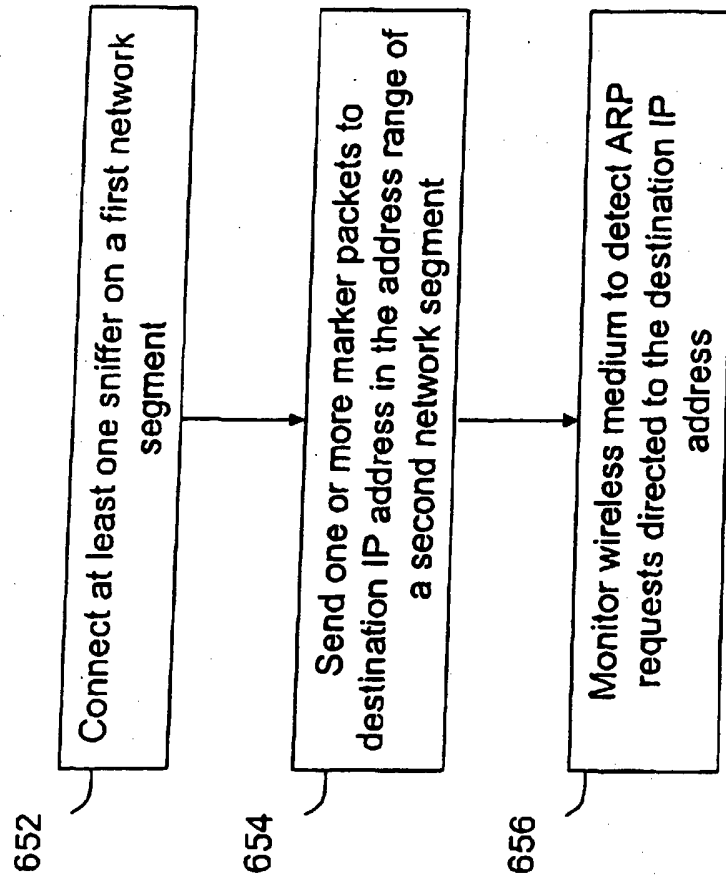 652
Connect at least one sniffer on a first network
segment
654
Send one or more marker packets to
destination IP address in the address range of
a second network segment
656
Monitor wireless medium to detect ARP
requests directed to the destination IP
address